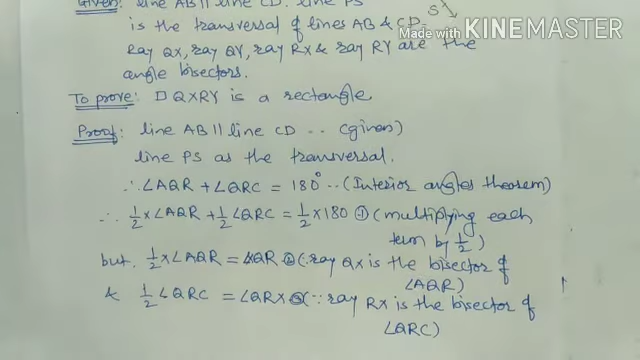 Given: line AB || line CD. line PS
is the transversal of lines AB & CD. S
Made with KINEMASTER
ray QX, ray QY, ray RX & ray RY are the
angle bisectors.
To prove: □ QXRY is a rectangle
Proof: line AB || line CD .. (given)
line PS as the transversal.
∴ ∠AQR + ∠QRC = 180° .. (Interior angles theorem)
∴ 1/2 × ∠AQR + 1/2 ∠QRC = 1/2 × 180 ① (multiplying each
term by 1/2)
but 1/2 × ∠AQR = QR ② (∵ ray QX is the bisector of
∠AQR)
& 1/2 ∠QRC = ∠QRX ③ (∵ ray RX is the bisector of
∠QRC)